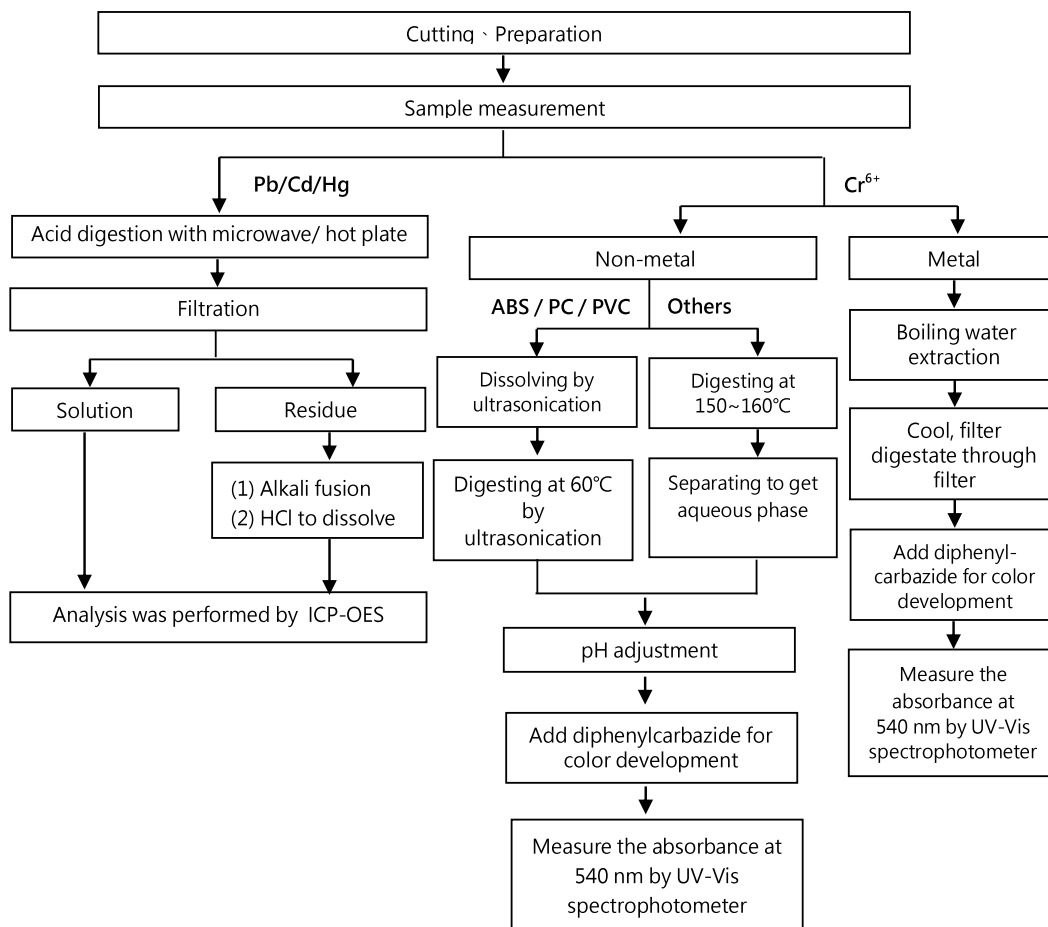 Cutting、Preparation
Sample measurement
Pb/Cd/Hg
Cr⁶⁺
Acid digestion with microwave/ hot plate
Filtration
Solution
Residue
(1) Alkali fusion
(2) HCl to dissolve
Analysis was performed by ICP-OES
Non-metal
ABS / PC / PVC
Others
Dissolving by
ultrasonication
Digesting at
150~160℃
Digesting at 60℃
by
ultrasonication
Separating to get
aqueous phase
pH adjustment
Add diphenylcarbazide for
color development
Measure the absorbance at
540 nm by UV-Vis
spectrophotometer
Metal
Boiling water
extraction
Cool, filter
digestate through
filter
Add diphenyl-
carbazide for color
development
Measure the
absorbance at
540 nm by UV-Vis
spectrophotometer